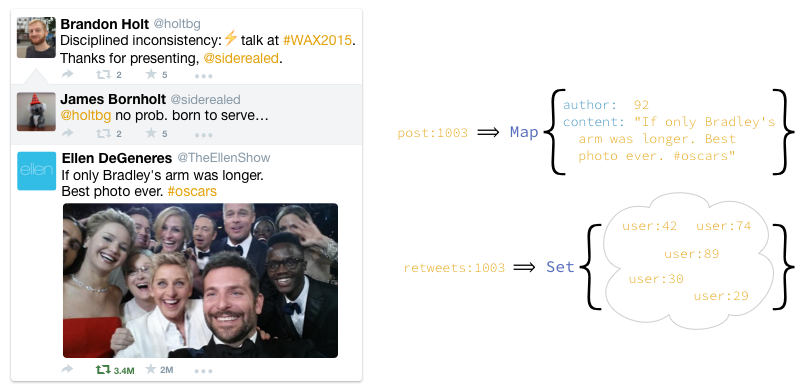 Brandon Holt @holtbg
Disciplined inconsistency:⚡talk at #WAX2015.
Thanks for presenting, @siderealed.
2 5
James Bornholt @siderealed
@holtbg no prob. born to serve…
2 5
ellen
Ellen DeGeneres @TheEllenShow
If only Bradley's arm was longer.
Best photo ever. #oscars
3.4M 2M
post:1003 ⟹ Map { author: 92
content: "If only Bradley's
arm was longer. Best
photo ever. #oscars" }
retweets:1003 ⟹ Set { user:42 user:74
user:89
user:30
user:29 }